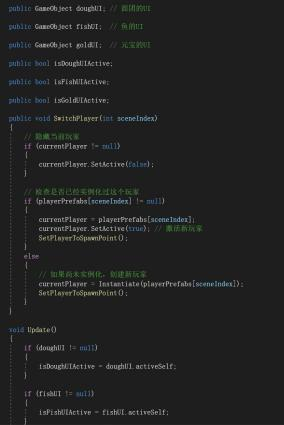 public GameObject doughUI; // 面团的UI
public GameObject fishUI; // 鱼的UI
public GameObject goldUI; // 元宝的UI
public bool isDoughUIActive;
public bool isFishUIActive;
public bool isGoldUIActive;
public void SwitchPlayer(int sceneIndex)
{
// 隐藏当前玩家
if (currentPlayer != null)
{
currentPlayer.SetActive(false);
}
// 检查是否已经实例化过这个玩家
if (playerPrefabs[sceneIndex] != null)
{
currentPlayer = playerPrefabs[sceneIndex];
currentPlayer.SetActive(true); // 激活新玩家
SetPlayerToSpawnPoint();
}
else
{
// 如果尚未实例化，创建新玩家
currentPlayer = Instantiate(playerPrefabs[sceneIndex]);
SetPlayerToSpawnPoint();
}
}
void Update()
{
if (doughUI != null)
{
isDoughUIActive = doughUI.activeSelf;
}
if (fishUI != null)
{
isFishUIActive = fishUI.activeSelf;
}